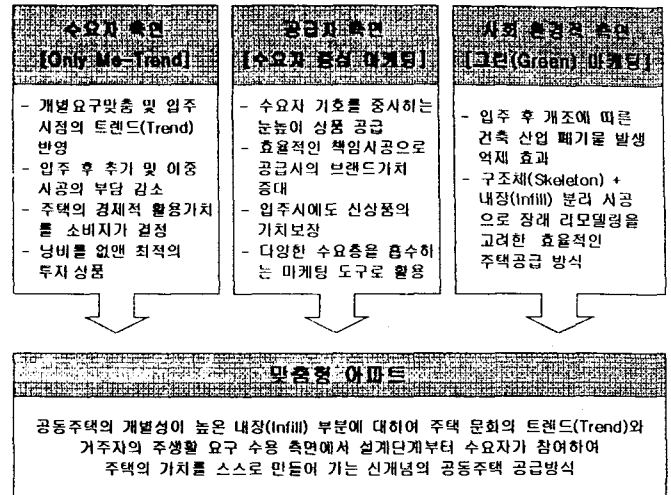 수요자 측면
[Only Me-Trend]
- 개별요구맞춤 및 입주
시점의 트렌드(Trend)
반영
- 입주 후 추가 및 이중
시공의 부담 감소
- 주택의 경제적 활용가치
를 소비자가 결정
- 낭비를 없앤 최적의
투자 상품
공급자 측면
[수요자 중심 마케팅]
- 수요자 기호를 중시하는
눈높이 상품 공급
- 효율적인 책임시공으로
공급사의 브랜드가치
증대
- 입주시에도 신상품의
가치보장
- 다양한 수요층을 흡수하
는 마케팅 도구로 활용
사회 환경적 측면
[그린(Green) 마케팅]
- 입주 후 개조에 따른
건축 산업 폐기물 발생
억제 효과
- 구조체(Skeleton) +
내장(Infill) 분리 시공
으로 장래 리모델링을
고려한 효율적인
주택공급 방식
맞춤형 아파트
공동주택의 개별성이 높은 내장(Infill) 부분에 대하여 주택 문화의 트렌드(Trend)와
거주자의 주생활 요구 수용 측면에서 설계단계부터 수요자가 참여하여
주택의 가치를 스스로 만들어 가는 신개념의 공동주택 공급방식